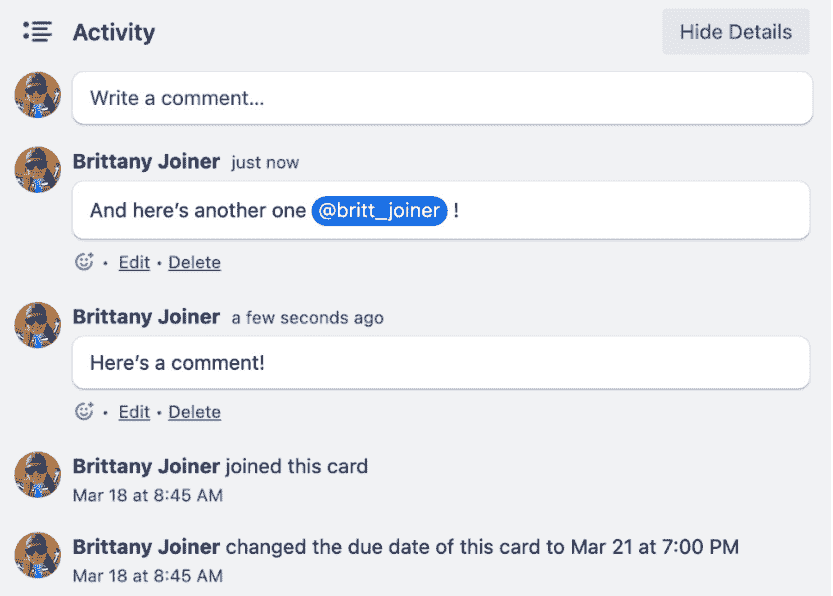 Activity
Hide Details
Write a comment...
Brittany Joiner just now
And here’s another one @britt_joiner !
• Edit • Delete
Brittany Joiner a few seconds ago
Here’s a comment!
• Edit • Delete
Brittany Joiner joined this card
Mar 18 at 8:45 AM
Brittany Joiner changed the due date of this card to Mar 21 at 7:00 PM
Mar 18 at 8:45 AM